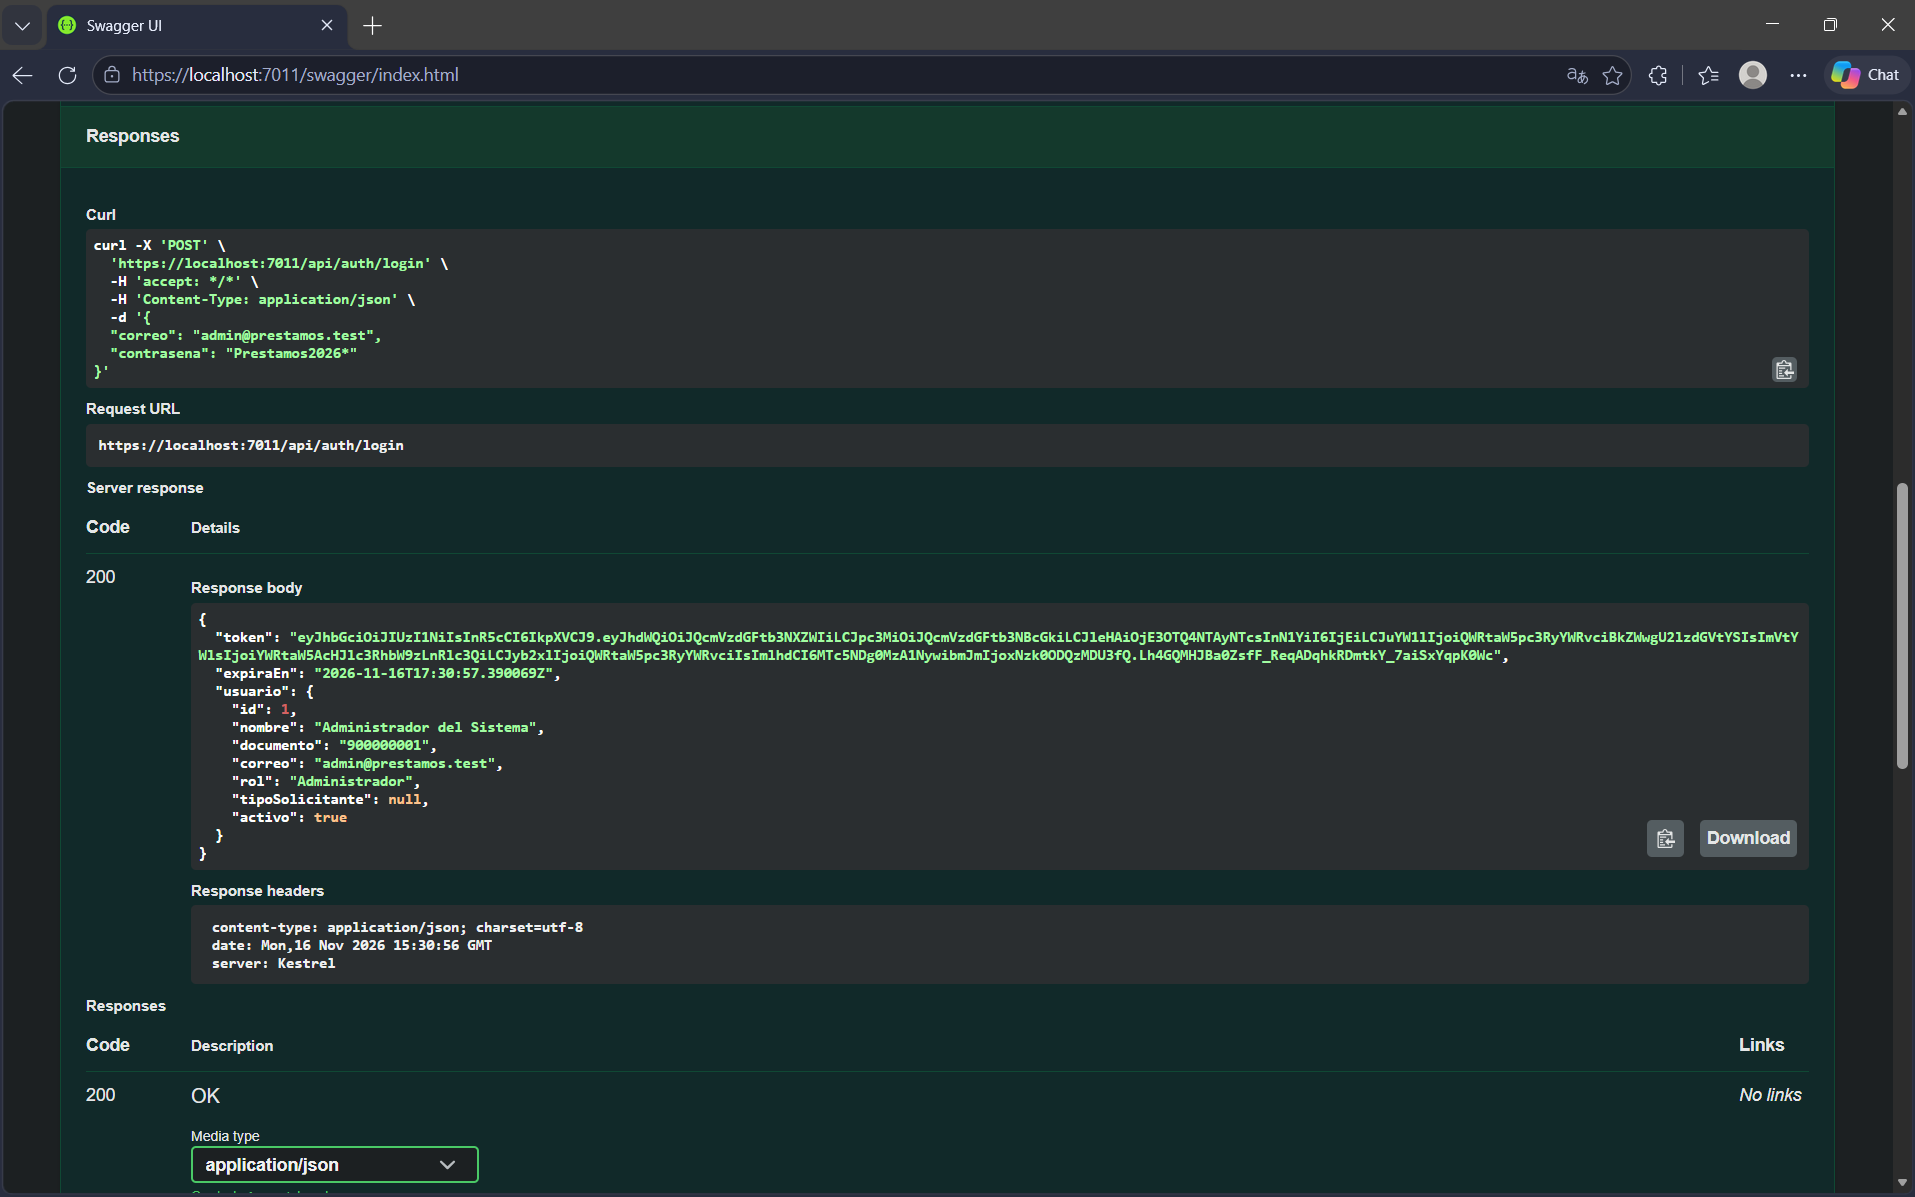 Swagger UI
https://localhost:7011/swagger/index.html
Chat
Responses
Curl
curl -X 'POST' \
'https://localhost:7011/api/auth/login' \
-H 'accept: */*' \
-H 'Content-Type: application/json' \
-d '{
"correo": "admin@prestamos.test",
"contrasena": "Prestamos2026*"
}'
Request URL
https://localhost:7011/api/auth/login
Server response
Code Details
200
Response body
{
"token": "eyJhbGciOiJIUzI1NiIsInR5cCI6IkpXVCJ9.eyJhdWQiOiJQcmVzdGFtb3NXZWIiLCJpc3MiOiJQcmVzdGFtb3NBcGkiLCJleHAiOjE3OTQ4NTAyNTcsInN1YiI6IjEiLCJuYW1lIjoiQWRtaW5pc3RyYWRvciBkZWwgU2lzdGVtYSIsImVtY
WlsIjoiYWRtaW5AcHJlc3RhbW9zLnRlc3QiLCJyb2xlIjoiQWRtaW5pc3RyYWRvciIsImlhdCI6MTc5NDg0MzA1NywibmJmIjoxNzk0ODQzMDU3fQ.Lh4GQMHJBa0ZsfF_ReqADqhkRDmtkY_7aiSxYqpK0Wc",
"expiraEn": "2026-11-16T17:30:57.390069Z",
"usuario": {
"id": 1,
"nombre": "Administrador del Sistema",
"documento": "900000001",
"correo": "admin@prestamos.test",
"rol": "Administrador",
"tipoSolicitante": null,
"activo": true
}
}
Download
Response headers
content-type: application/json; charset=utf-8
date: Mon,16 Nov 2026 15:30:56 GMT
server: Kestrel
Responses
Code Description Links
200 OK No links
Media type
application/json